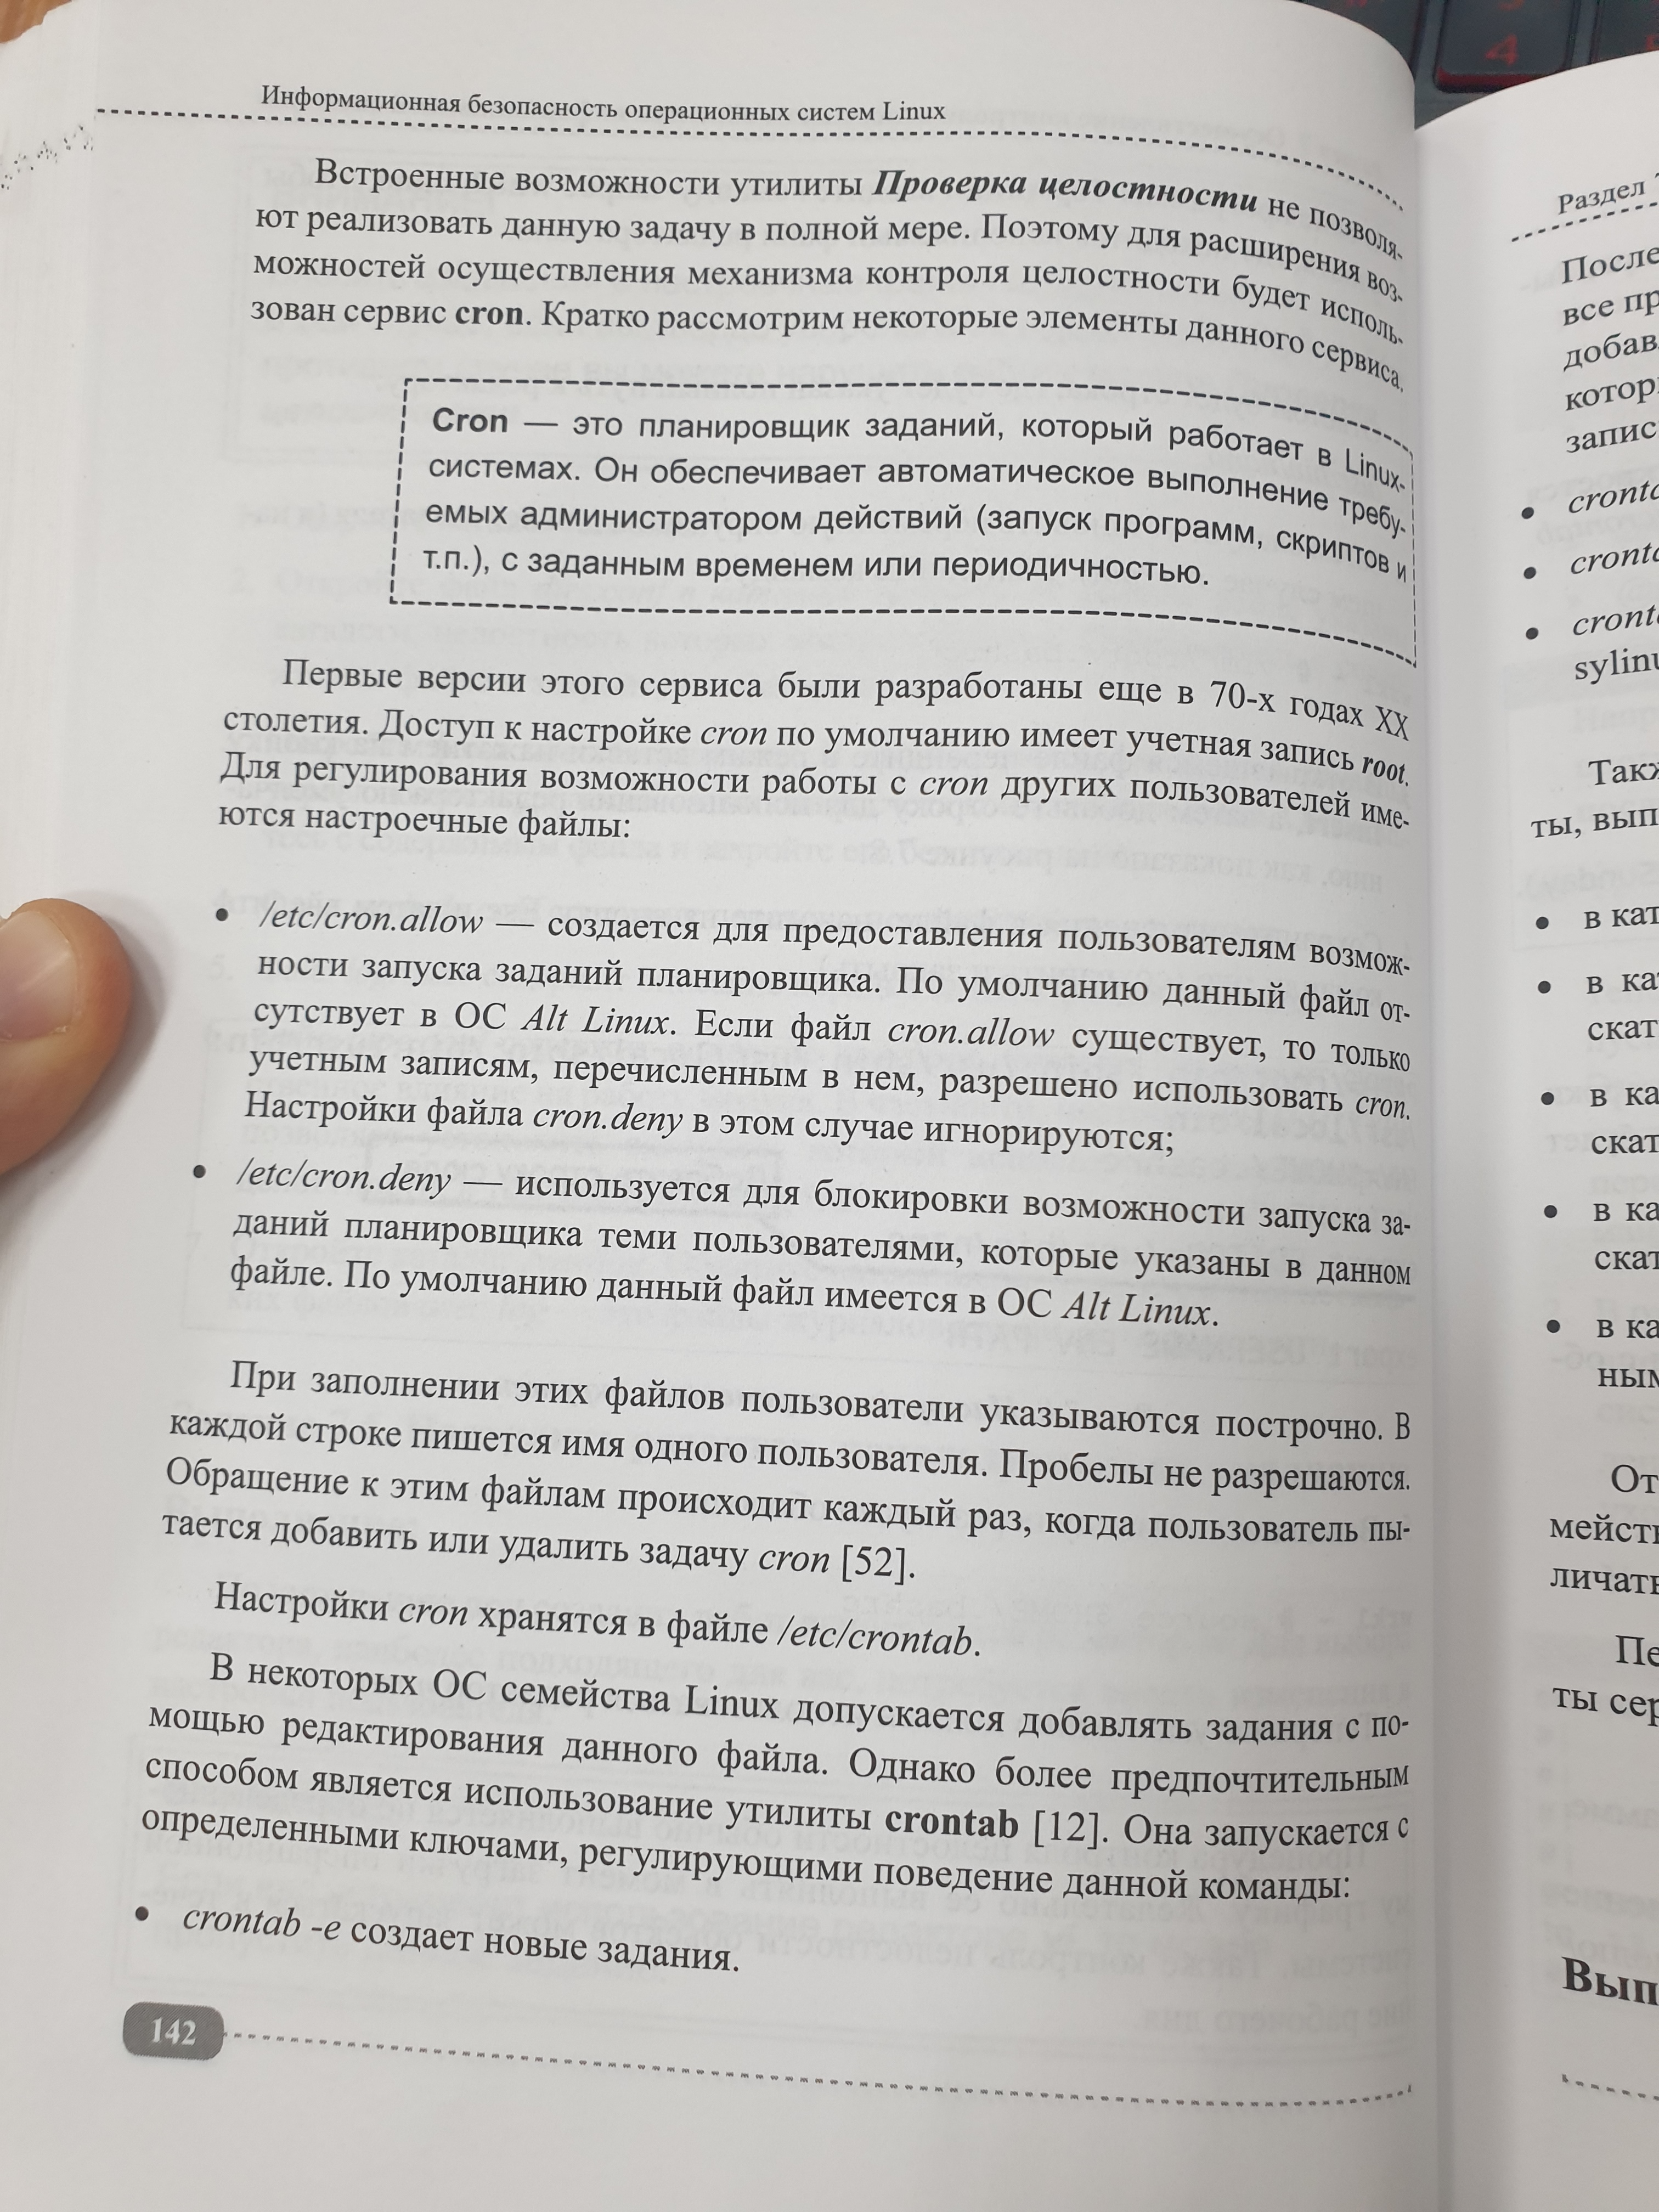 Информационная безопасность операционных систем Linux
Встроенные возможности утилиты Проверка целостности не позволя-
ют реализовать данную задачу в полной мере. Поэтому для расширения воз-
можностей осуществления механизма контроля целостности будет исполь-
зован сервис cron. Кратко рассмотрим некоторые элементы данного сервиса.
Cron — это планировщик заданий, который работает в Linux-
системах. Он обеспечивает автоматическое выполнение требу-
емых администратором действий (запуск программ, скриптов и
т.п.), с заданным временем или периодичностью.
Первые версии этого сервиса были разработаны еще в 70-х годах XX
столетия. Доступ к настройке cron по умолчанию имеет учетная запись root.
Для регулирования возможности работы с cron других пользователей име-
ются настроечные файлы:
• /etc/cron.allow — создается для предоставления пользователям возмож-
ности запуска заданий планировщика. По умолчанию данный файл от-
сутствует в ОС Alt Linux. Если файл cron.allow существует, то только
учетным записям, перечисленным в нем, разрешено использовать cron.
Настройки файла cron.deny в этом случае игнорируются;
• /etc/cron.deny — используется для блокировки возможности запуска за-
даний планировщика теми пользователями, которые указаны в данном
файле. По умолчанию данный файл имеется в ОС Alt Linux.
При заполнении этих файлов пользователи указываются построчно. В
каждой строке пишется имя одного пользователя. Пробелы не разрешаются.
Обращение к этим файлам происходит каждый раз, когда пользователь пы-
тается добавить или удалить задачу cron [52].
Настройки cron хранятся в файле /etc/crontab.
В некоторых ОС семейства Linux допускается добавлять задания с по-
мощью редактирования данного файла. Однако более предпочтительным
способом является использование утилиты crontab [12]. Она запускается с
определенными ключами, регулирующими поведение данной команды:
• crontab -e создает новые задания.
142
Раздел
После
все
•
•
•
ты,
• в
• в
• в
• в
• в
ты
4